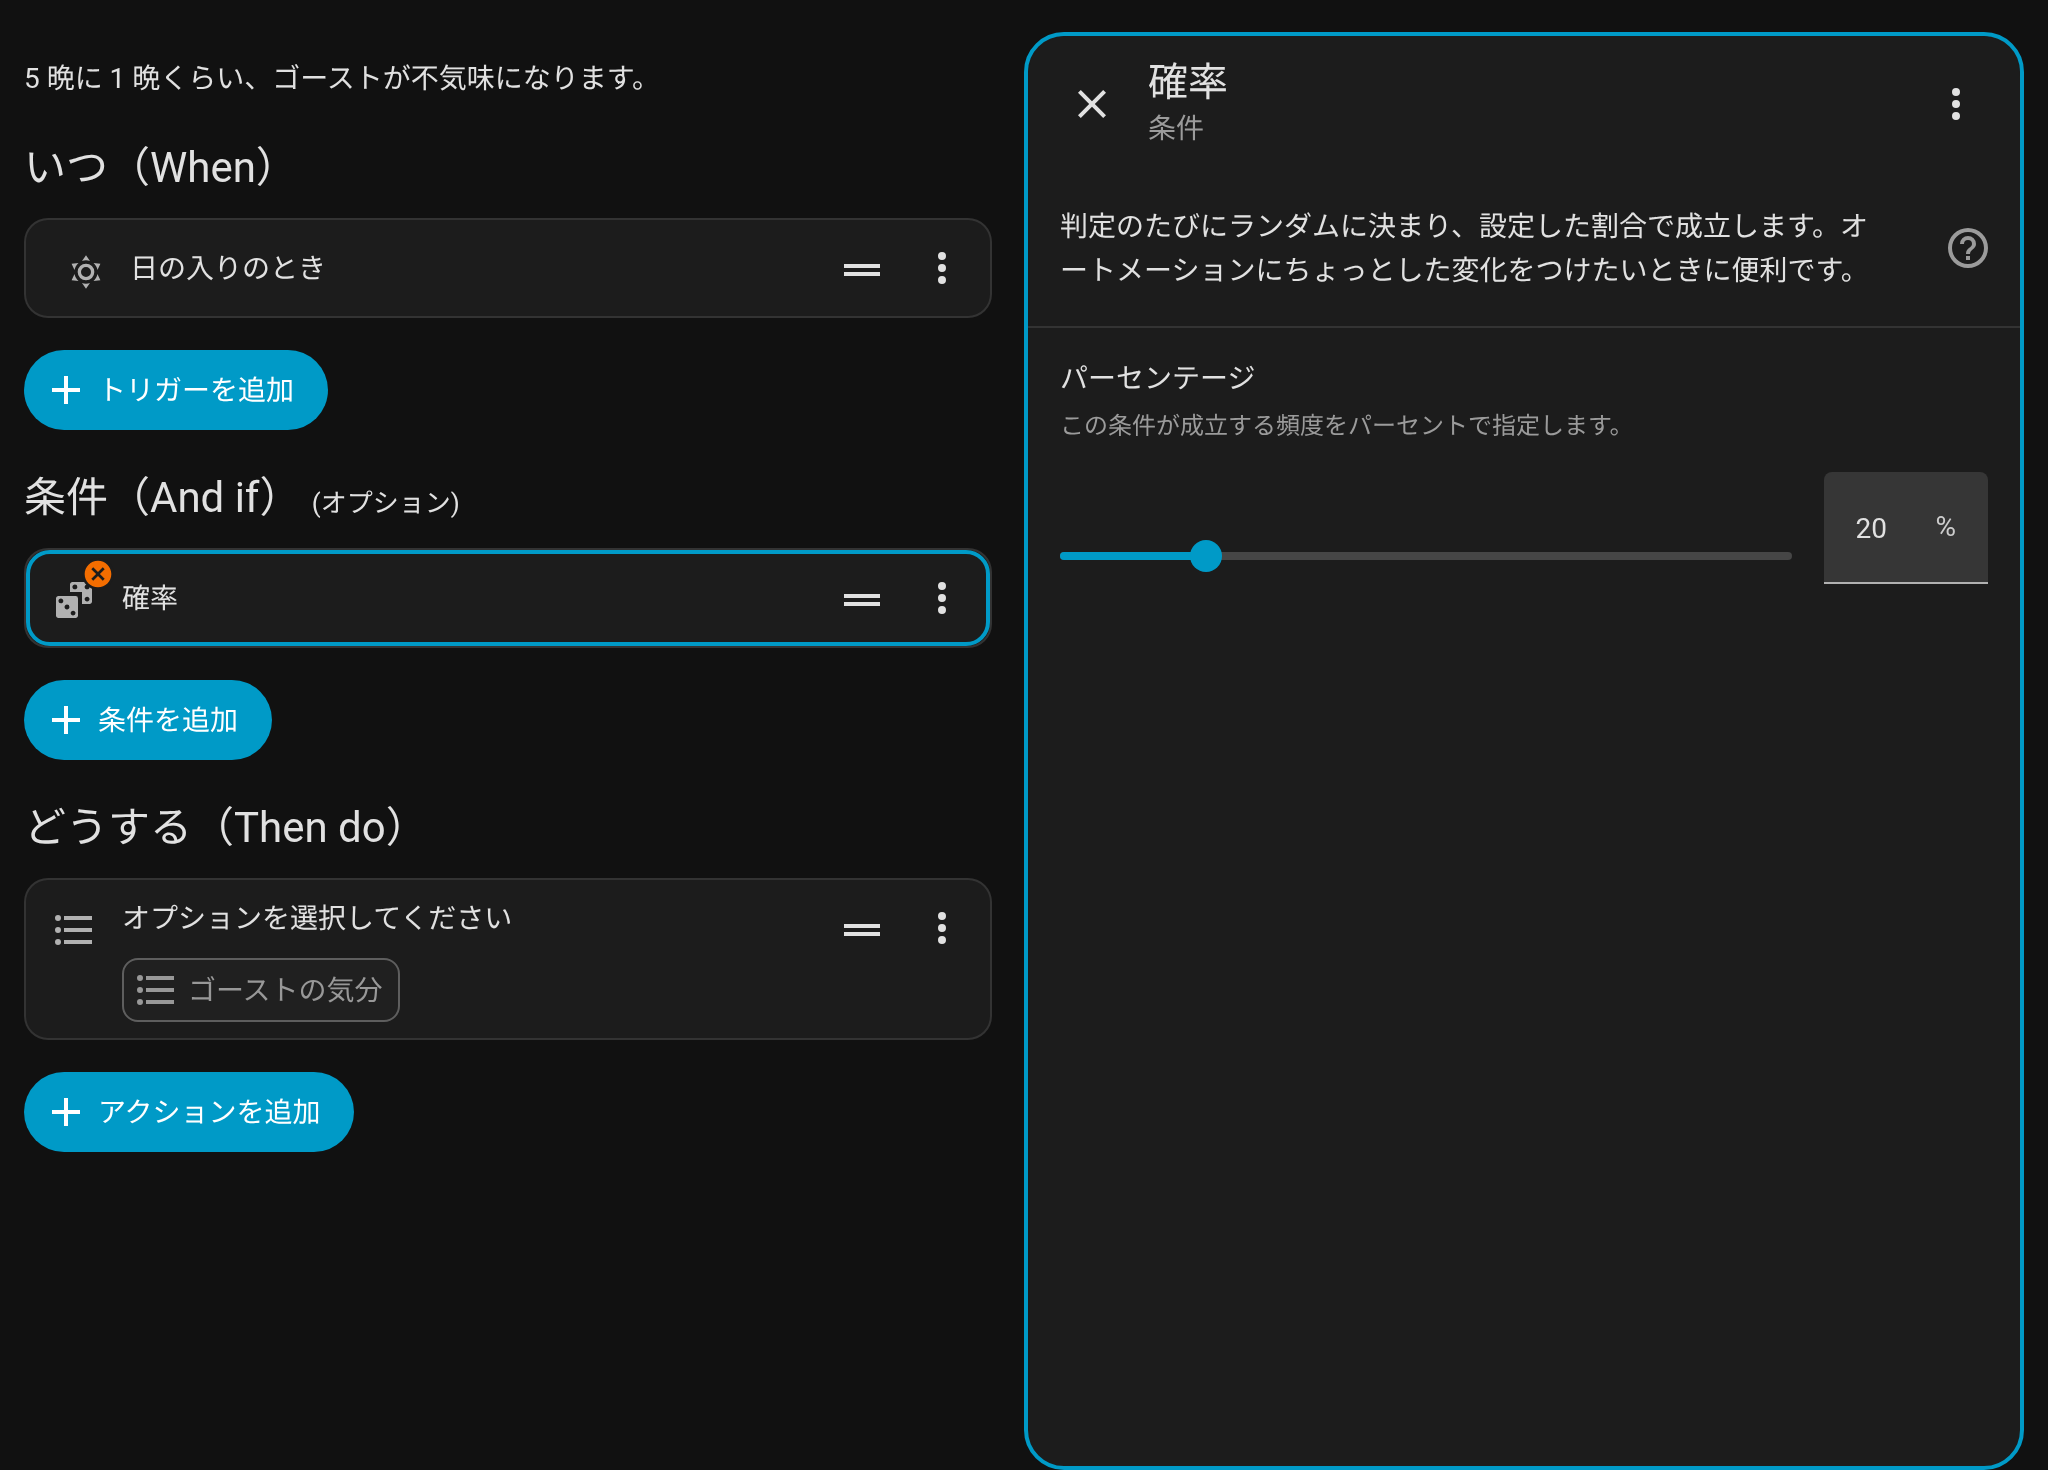 5 晩に 1 晩くらい、ゴーストが不気味になります。
いつ（When）
日の入りのとき
トリガーを追加
条件（And if） (オプション)
確率
条件を追加
どうする（Then do）
オプションを選択してください
ゴーストの気分
アクションを追加
確率
条件
判定のたびにランダムに決まり、設定した割合で成立します。オ
ートメーションにちょっとした変化をつけたいときに便利です。
パーセンテージ
この条件が成立する頻度をパーセントで指定します。
20 %